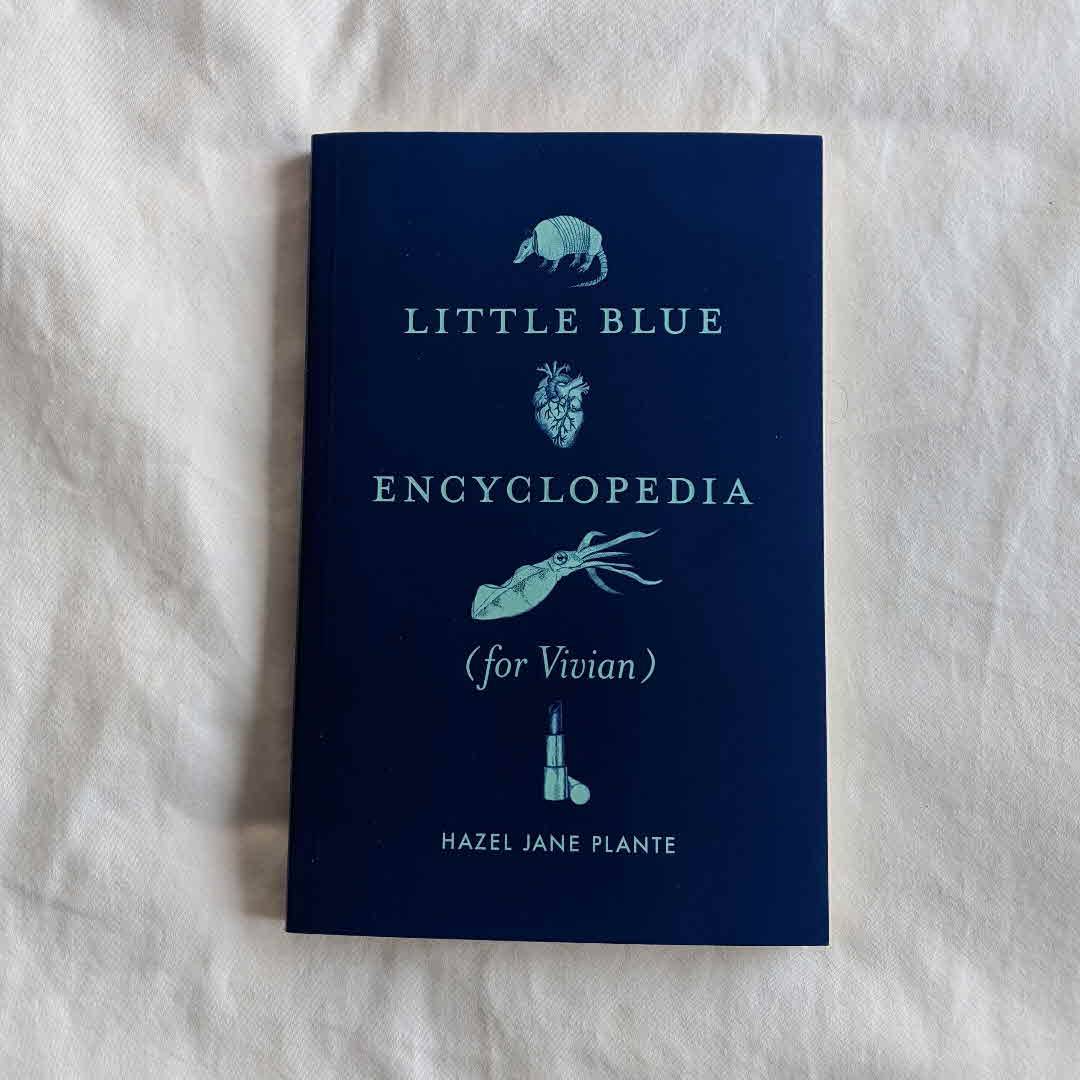 LITTLE BLUE
ENCYCLOPEDIA
(for Vivian)
HAZEL JANE PLANTE